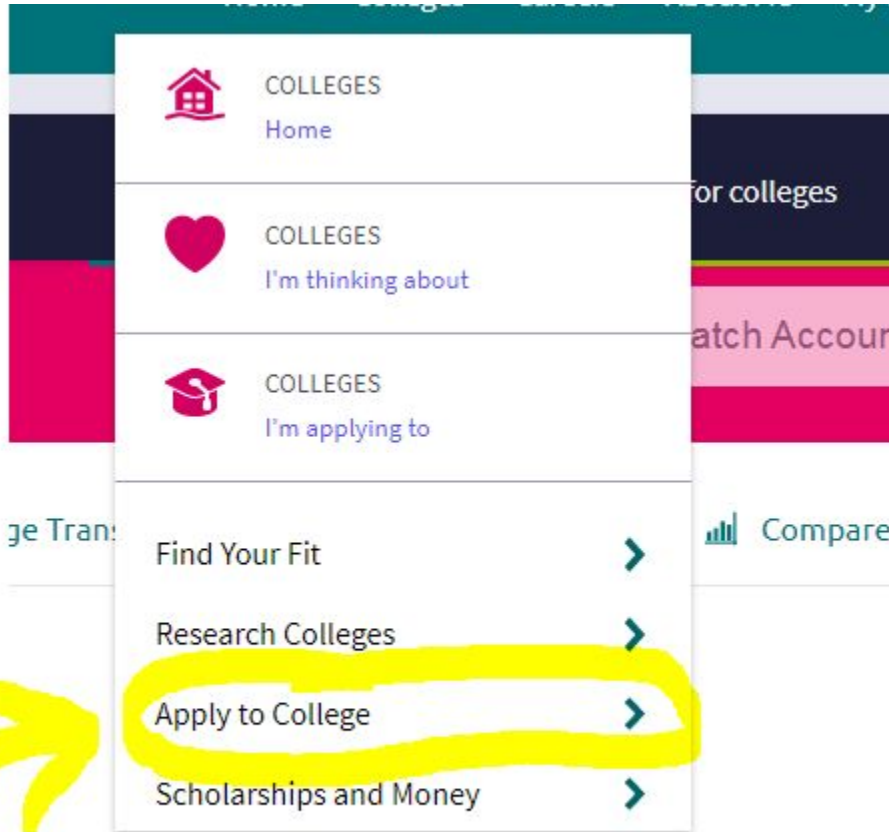 COLLEGES
Home
COLLEGES
I'm thinking about
for colleges
atch Accour
COLLEGES
I'm applying to
ge Trans
Compare
Find Your Fit
Research Colleges
Apply to College
Scholarships and Money